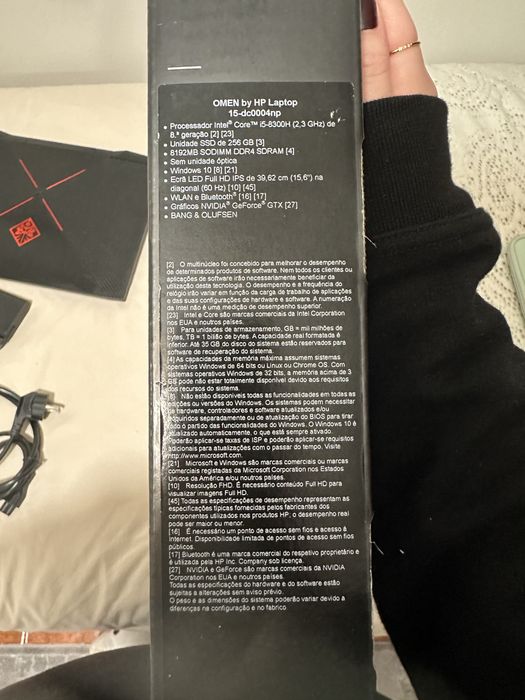 OMEN by HP Laptop
15-dc0004np
• Processador Intel® Core™ i5-8300H (2,3 GHz) de
8.ª geração [2] [23]
• Unidade SSD de 256 GB [3]
• 8192MB SODIMM DDR4 SDRAM [4]
• Sem unidade óptica
• Windows 10 [8] [21]
• Ecrã LED Full HD IPS de 39,62 cm (15,6") na
diagonal (60 Hz) [10] [45]
• WLAN e Bluetooth® [16] [17]
• Gráficos NVIDIA® GeForce® GTX [27]
• BANG & OLUFSEN
[2] O multinúcleo foi concebido para melhorar o desempenho
de determinados produtos de software. Nem todos os clientes ou
aplicações de software irão necessariamente beneficiar da
utilização desta tecnologia. O desempenho e a frequência do
relógio irão variar em função da carga de trabalho de aplicações
e das suas configurações de hardware e software. A numeração
da Intel não é uma medição de desempenho superior.
[23] Intel e Core são marcas comerciais da Intel Corporation
nos EUA e noutros países.
[3] Para unidades de armazenamento, GB = mil milhões de
bytes, TB = 1 bilião de bytes. A capacidade real formatada é
inferior. Até 35 GB do disco do sistema estão reservados para
software de recuperação do sistema.
[4] As capacidades da memória máxima assumem sistemas
operativos Windows de 64 bits ou Linux ou Chrome OS. Com
sistemas operativos Windows de 32 bits, a memória acima de 3
GB pode não estar totalmente disponível devido aos requisitos
dos recursos do sistema.
[8] Não estão disponíveis todas as funcionalidades em todas as
edições ou versões do Windows. Os sistemas podem necessitar
de hardware, controladores e software atualizados e/ou
adquiridos separadamente ou de atualização do BIOS para tirar
todo o partido das funcionalidades do Windows. O Windows 10 é
atualizado automaticamente, o que está sempre ativado.
Poderão aplicar-se taxas de ISP e poderão aplicar-se requisitos
adicionais para atualizações com o passar do tempo. Visite
http://www.microsoft.com.
[21] Microsoft e Windows são marcas comerciais ou marcas
comerciais registadas da Microsoft Corporation nos Estados
Unidos da América e/ou noutros países.
[10] Resolução FHD. É necessário conteúdo Full HD para
visualizar imagens Full HD.
[45] Todas as especificações de desempenho representam as
especificações típicas fornecidas pelos fabricantes dos
componentes utilizados nos produtos HP; o desempenho real
pode ser maior ou menor.
[16] É necessário um ponto de acesso sem fios e acesso à
Internet. Disponibilidade limitada de pontos de acesso sem fios
públicos.
[17] Bluetooth é uma marca comercial do respetivo proprietário e
é utilizada pela HP Inc. Company sob licença.
[27] NVIDIA e GeForce são marcas comerciais da NVIDIA
Corporation nos EUA e noutros países.
Todas as especificações do hardware e do software estão
sujeitas a alterações sem aviso prévio.
O peso e as dimensões do sistema poderão variar devido a
diferenças na configuração e no fabrico